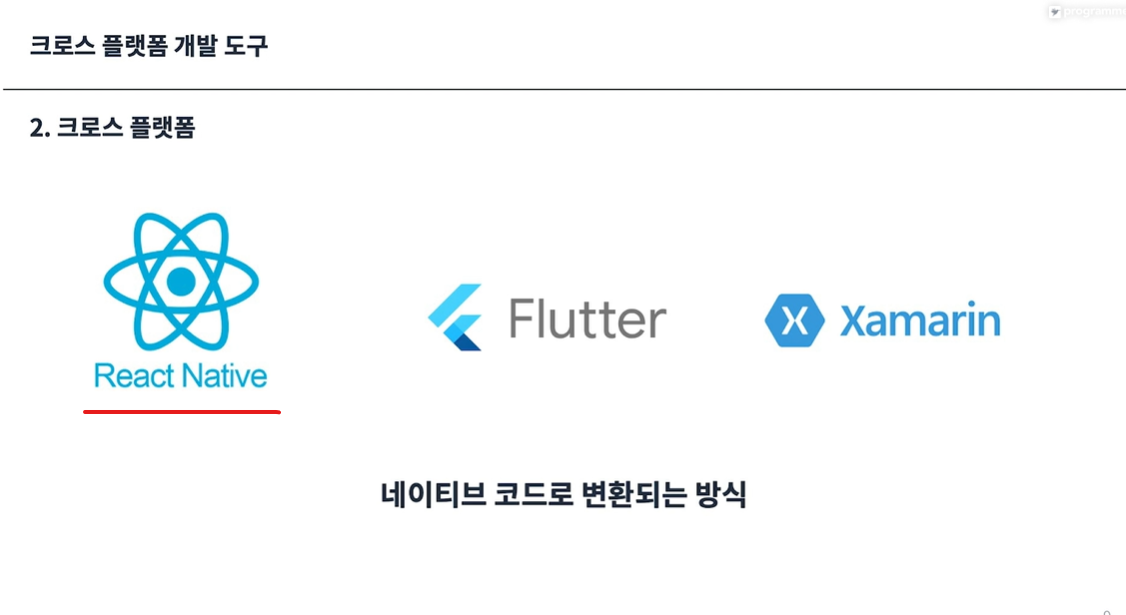 크로스 플랫폼 개발 도구
2. 크로스 플랫폼
React Native
Flutter
Xamarin
네이티브 코드로 변환되는 방식